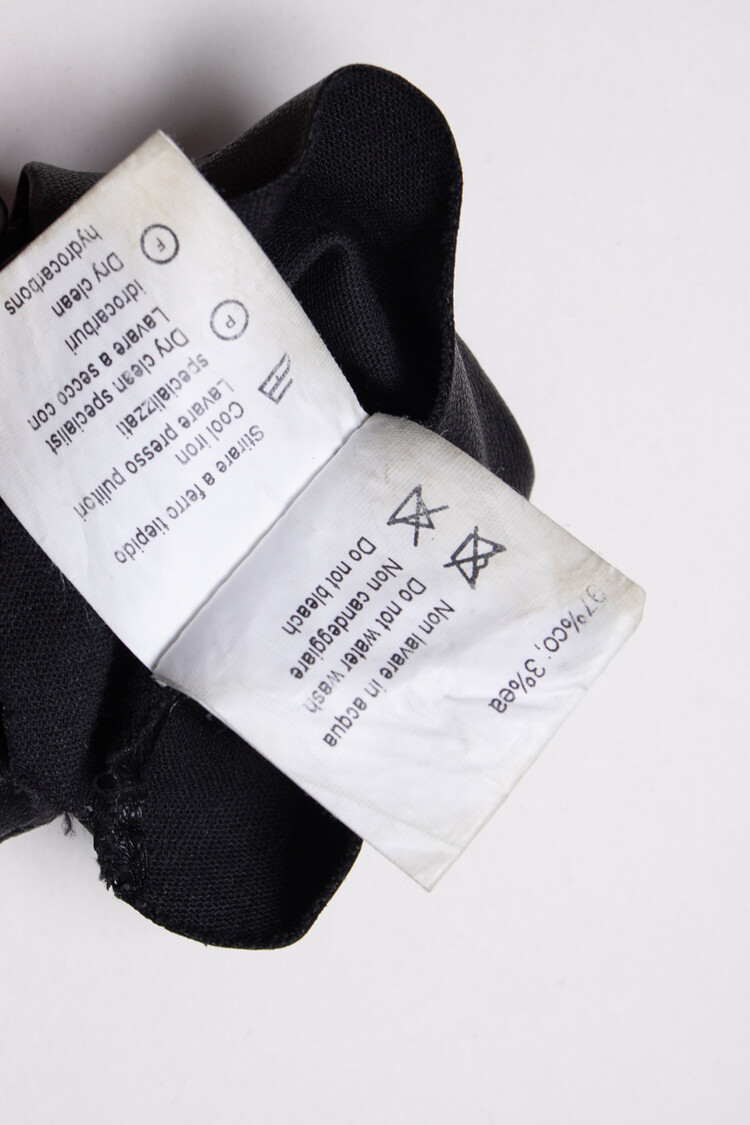 97%co; 3%ea
Non lavare in acqua
Do not water wash
Non candeggiare
Do not bleach
Stirare a ferro tiepido
Cool iron
P
Lavare presso pulitori
specializzati
Dry clean specialist
F
Lavare a secco con
idrocarburi
Dry clean
hydrocarbons